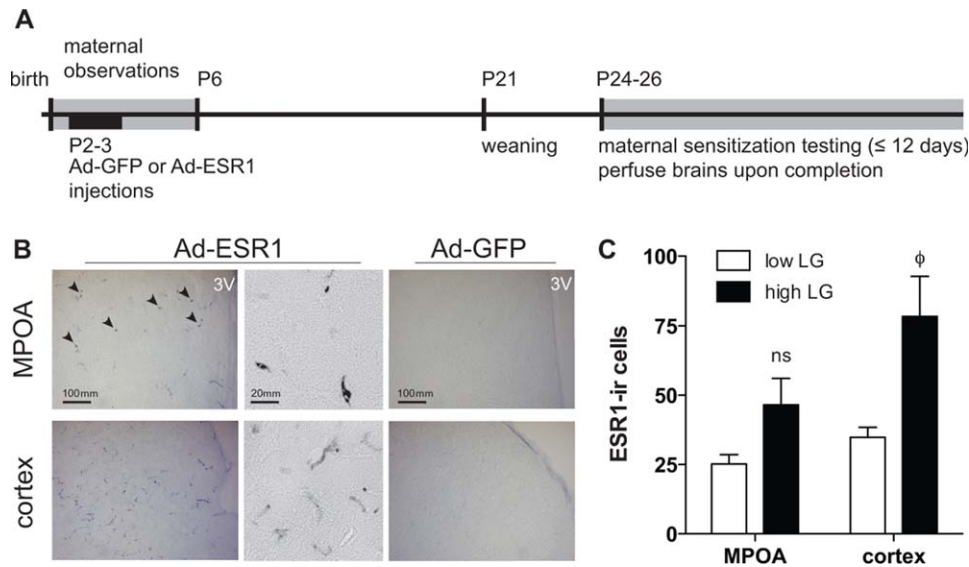 A
maternal
observations
birth
P6
P21
P24-26
P2-3
Ad-GFP or Ad-ESR1
injections
weaning
maternal sensitization testing (≤ 12 days)
perfuse brains upon completion
B
Ad-ESR1
Ad-GFP
MPOA
3V
3V
100mm
20mm
100mm
cortex
C
low LG
high LG
ESR1-ir cells
100
75
50
25
0
ns
ϕ
MPOA
cortex